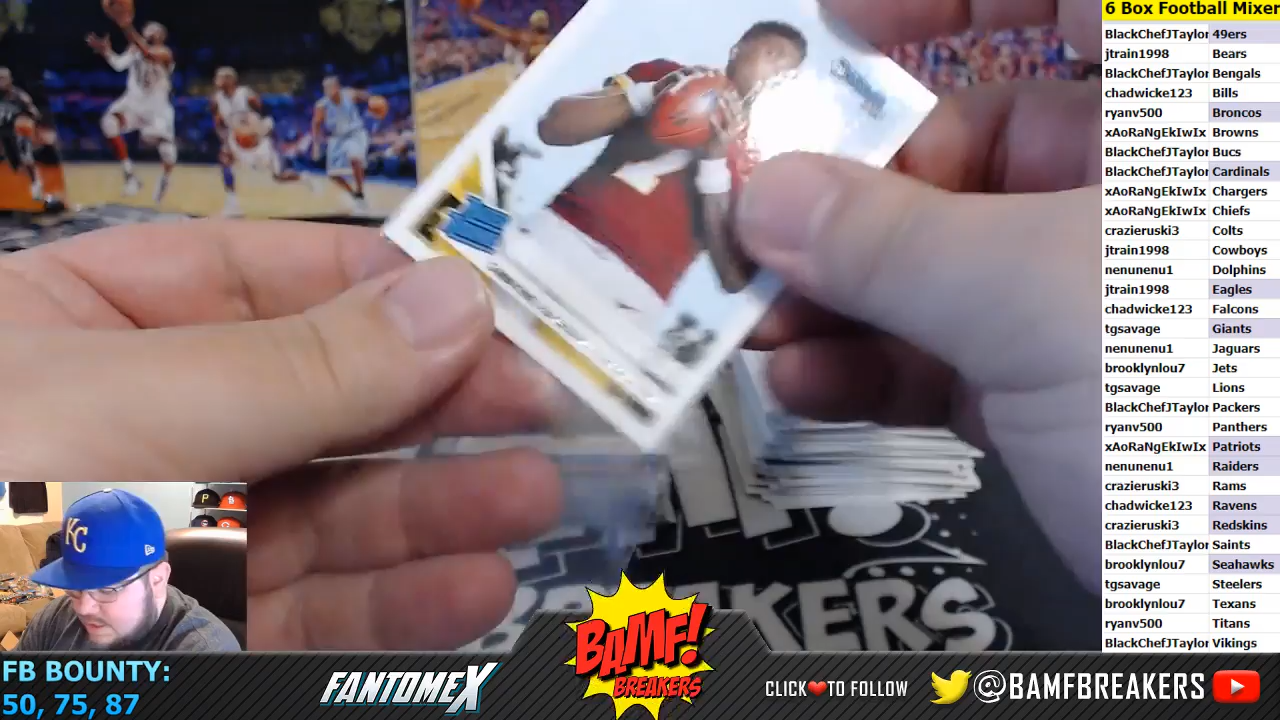 6 Box Football Mixer
BlackChefJTaylor 49ers
jtrain1998 Bears
BlackChefJTaylor Bengals
chadwicke123 Bills
ryanv500 Broncos
xAoRaNgEkIwIx Browns
BlackChefJTaylor Bucs
BlackChefJTaylor Cardinals
xAoRaNgEkIwIx Chargers
xAoRaNgEkIwIx Chiefs
crazieruski3 Colts
jtrain1998 Cowboys
nenunenu1 Dolphins
jtrain1998 Eagles
chadwicke123 Falcons
tgsavage Giants
nenunenu1 Jaguars
brooklynlou7 Jets
tgsavage Lions
BlackChefJTaylor Packers
ryanv500 Panthers
xAoRaNgEkIwIx Patriots
nenunenu1 Raiders
crazieruski3 Rams
chadwicke123 Ravens
crazieruski3 Redskins
BlackChefJTaylor Saints
brooklynlou7 Seahawks
tgsavage Steelers
brooklynlou7 Texans
ryanv500 Titans
BlackChefJTaylor Vikings
KC
P
FB BOUNTY:
50, 75, 87
FANTOMEX
BAMF!
BREAKERS
CLICK TO FOLLOW
@BAMFBREAKERS